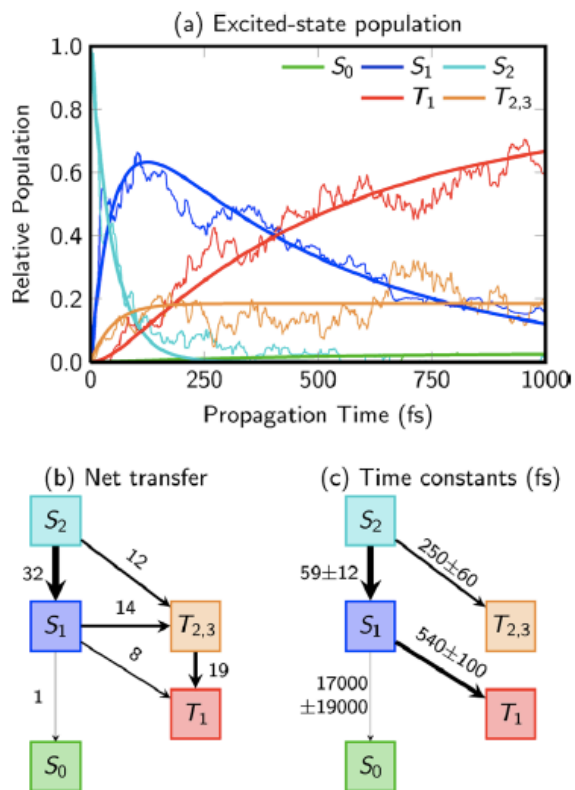 (a) Excited-state population
1.0
0.8
0.6
0.4
0.2
0.0
Relative Population
S₀ S₁ S₂
T₁ T₂,₃
0 250 500 750 1000
Propagation Time (fs)
(b) Net transfer
S₂
12
32
14
S₁
T₂,₃
8
19
1
T₁
S₀
(c) Time constants (fs)
S₂
250±60
59±12
S₁
T₂,₃
540±100
17000
±19000
T₁
S₀